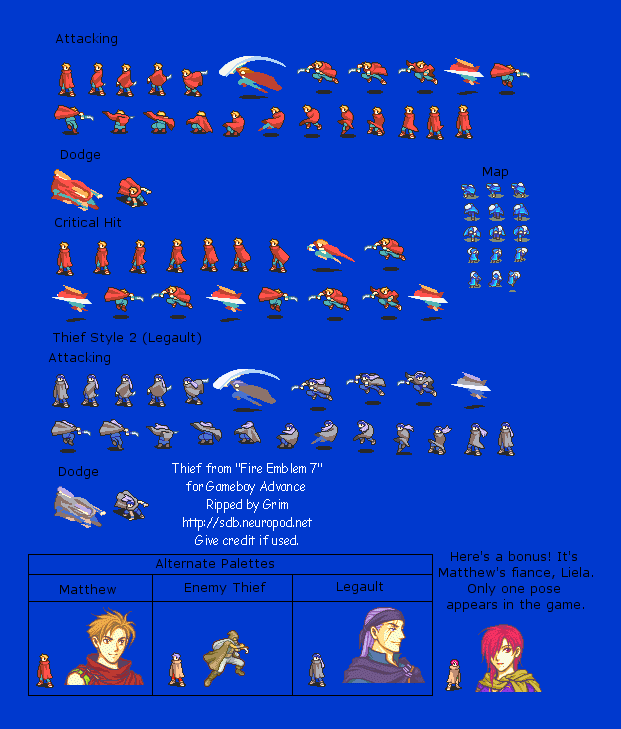 Attacking
Dodge
Map
Critical Hit
Thief Style 2 (Legault)
Attacking
Dodge
Thief from "Fire Emblem 7"
for Gameboy Advance
Ripped by Grim
http://sdb.neuropod.net
Give credit if used.
Alternate Palettes
Matthew
Enemy Thief
Legault
Here's a bonus! It's
Matthew's fiance, Liela.
Only one pose
appears in the game.